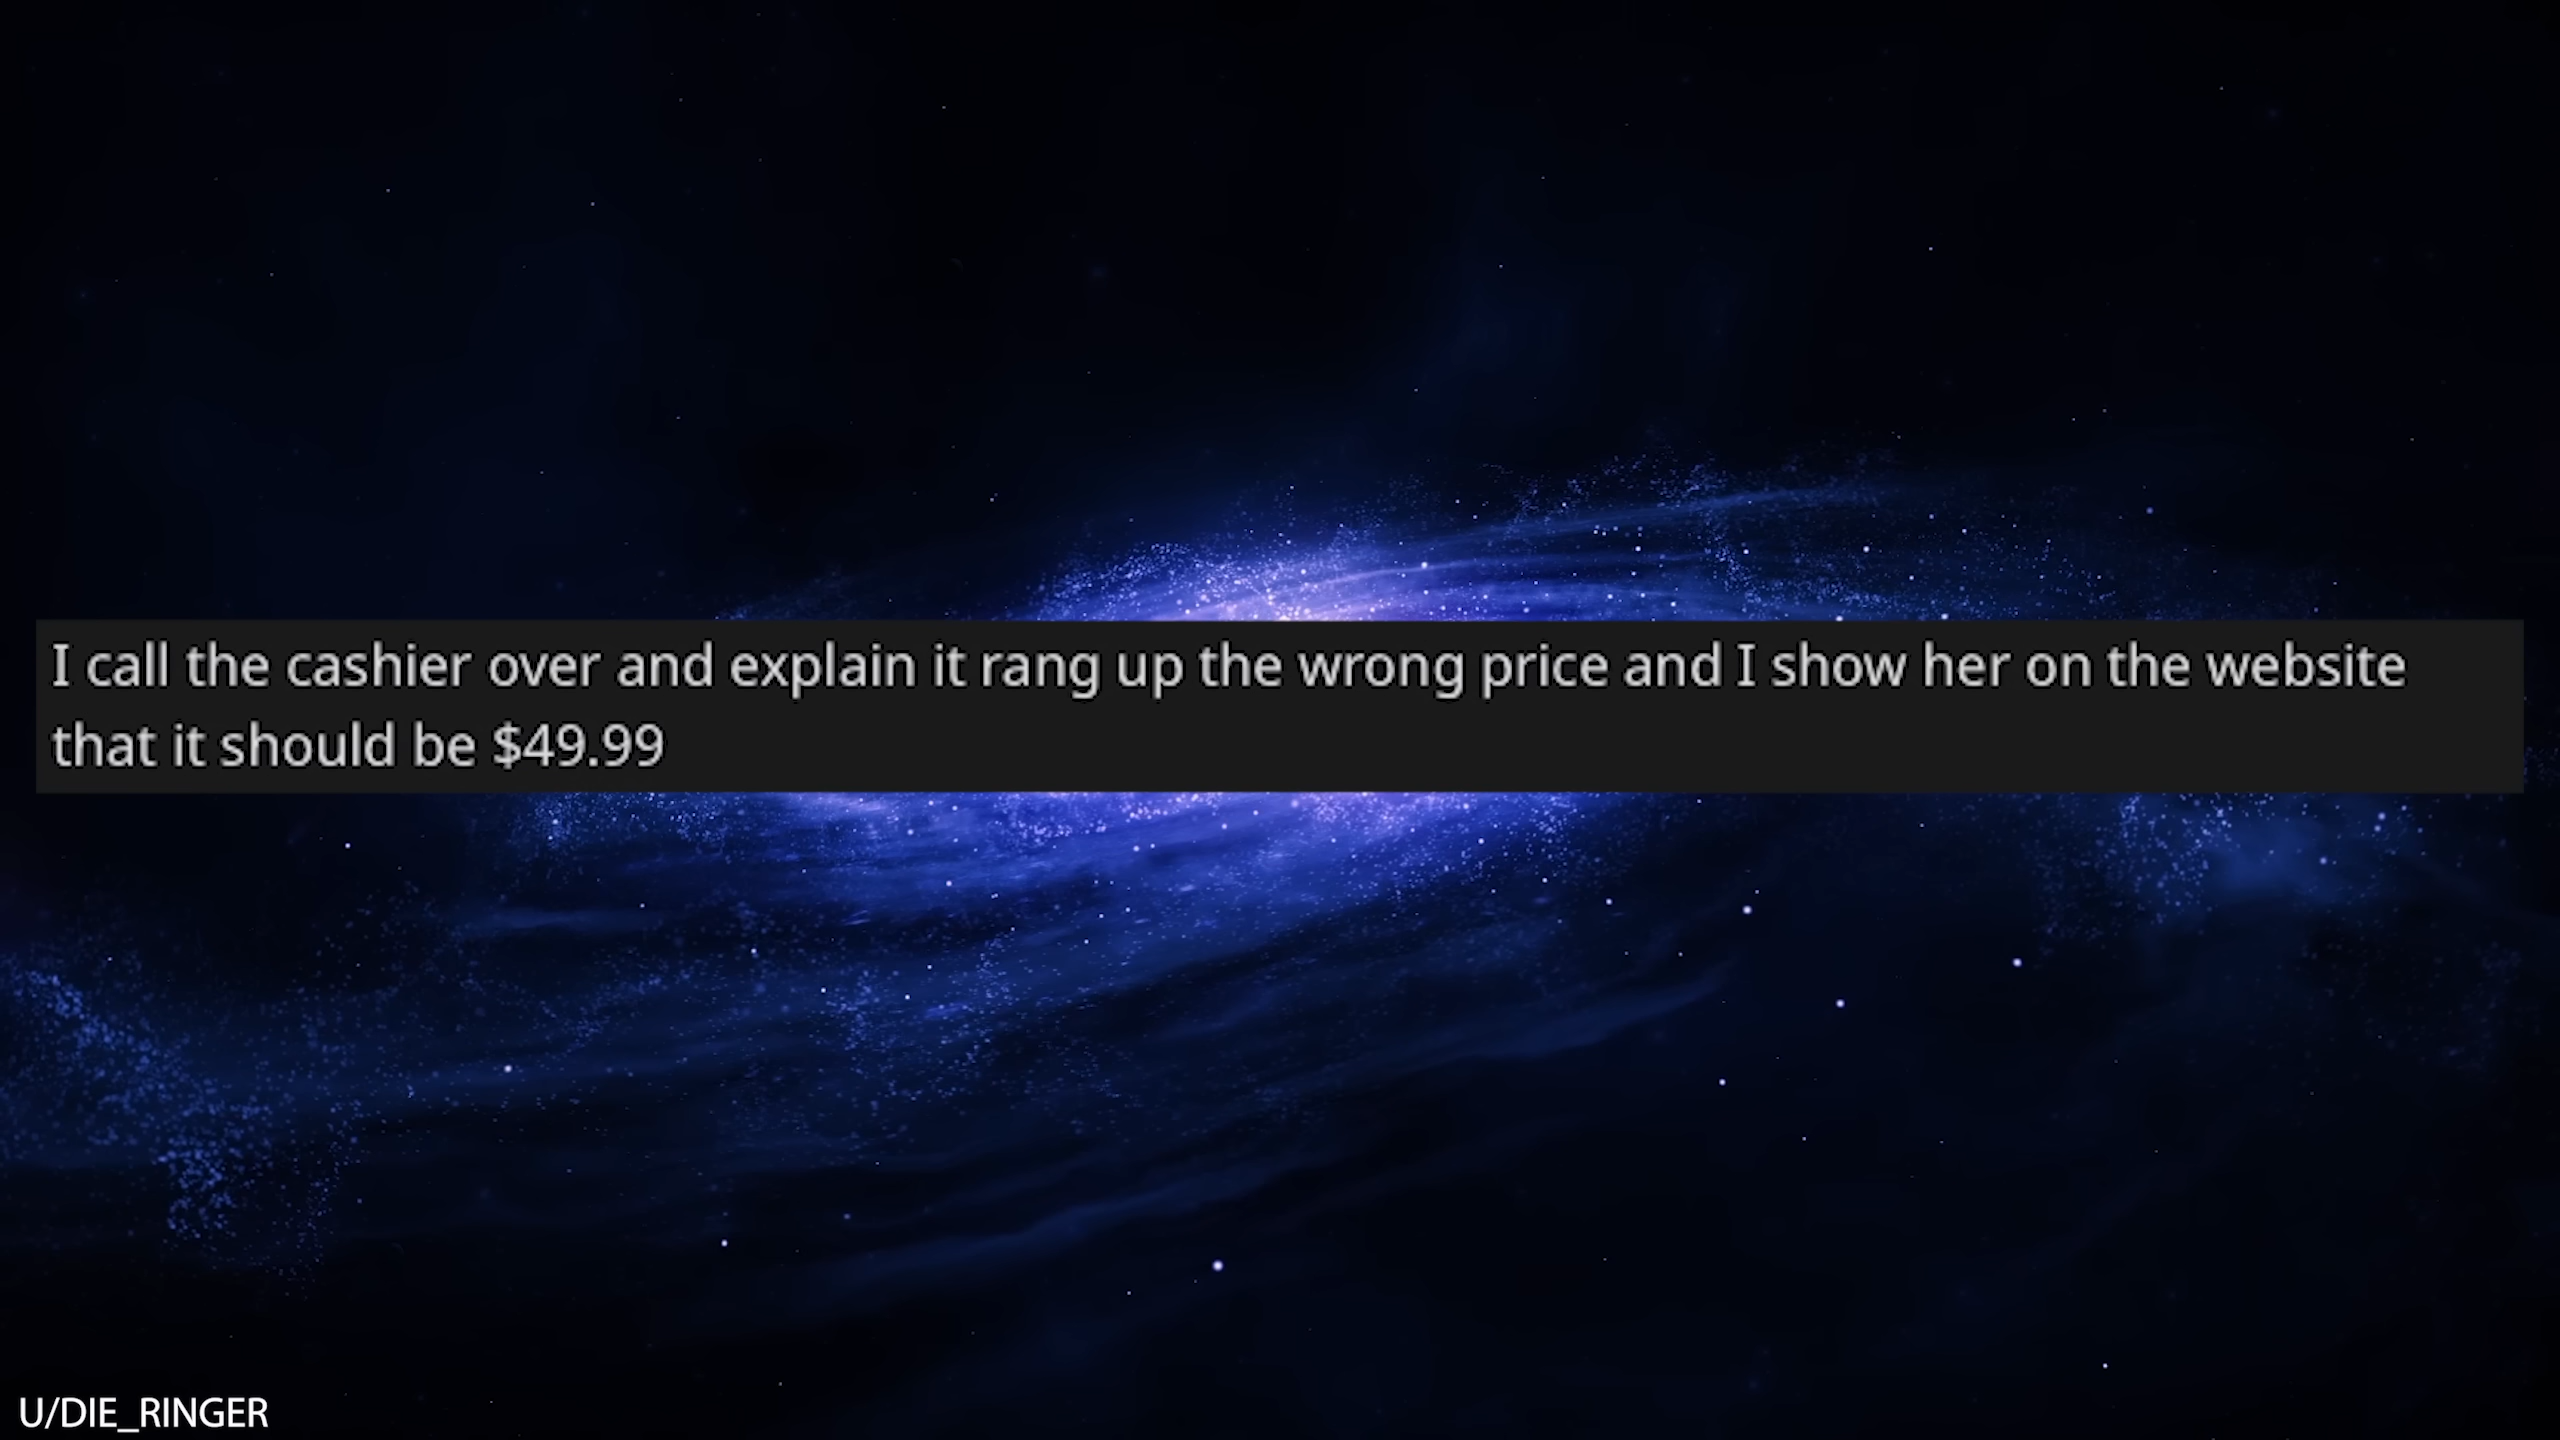 I call the cashier over and explain it rang up the wrong price and I show her on the website
that it should be $49.99
U/DIE_RINGER